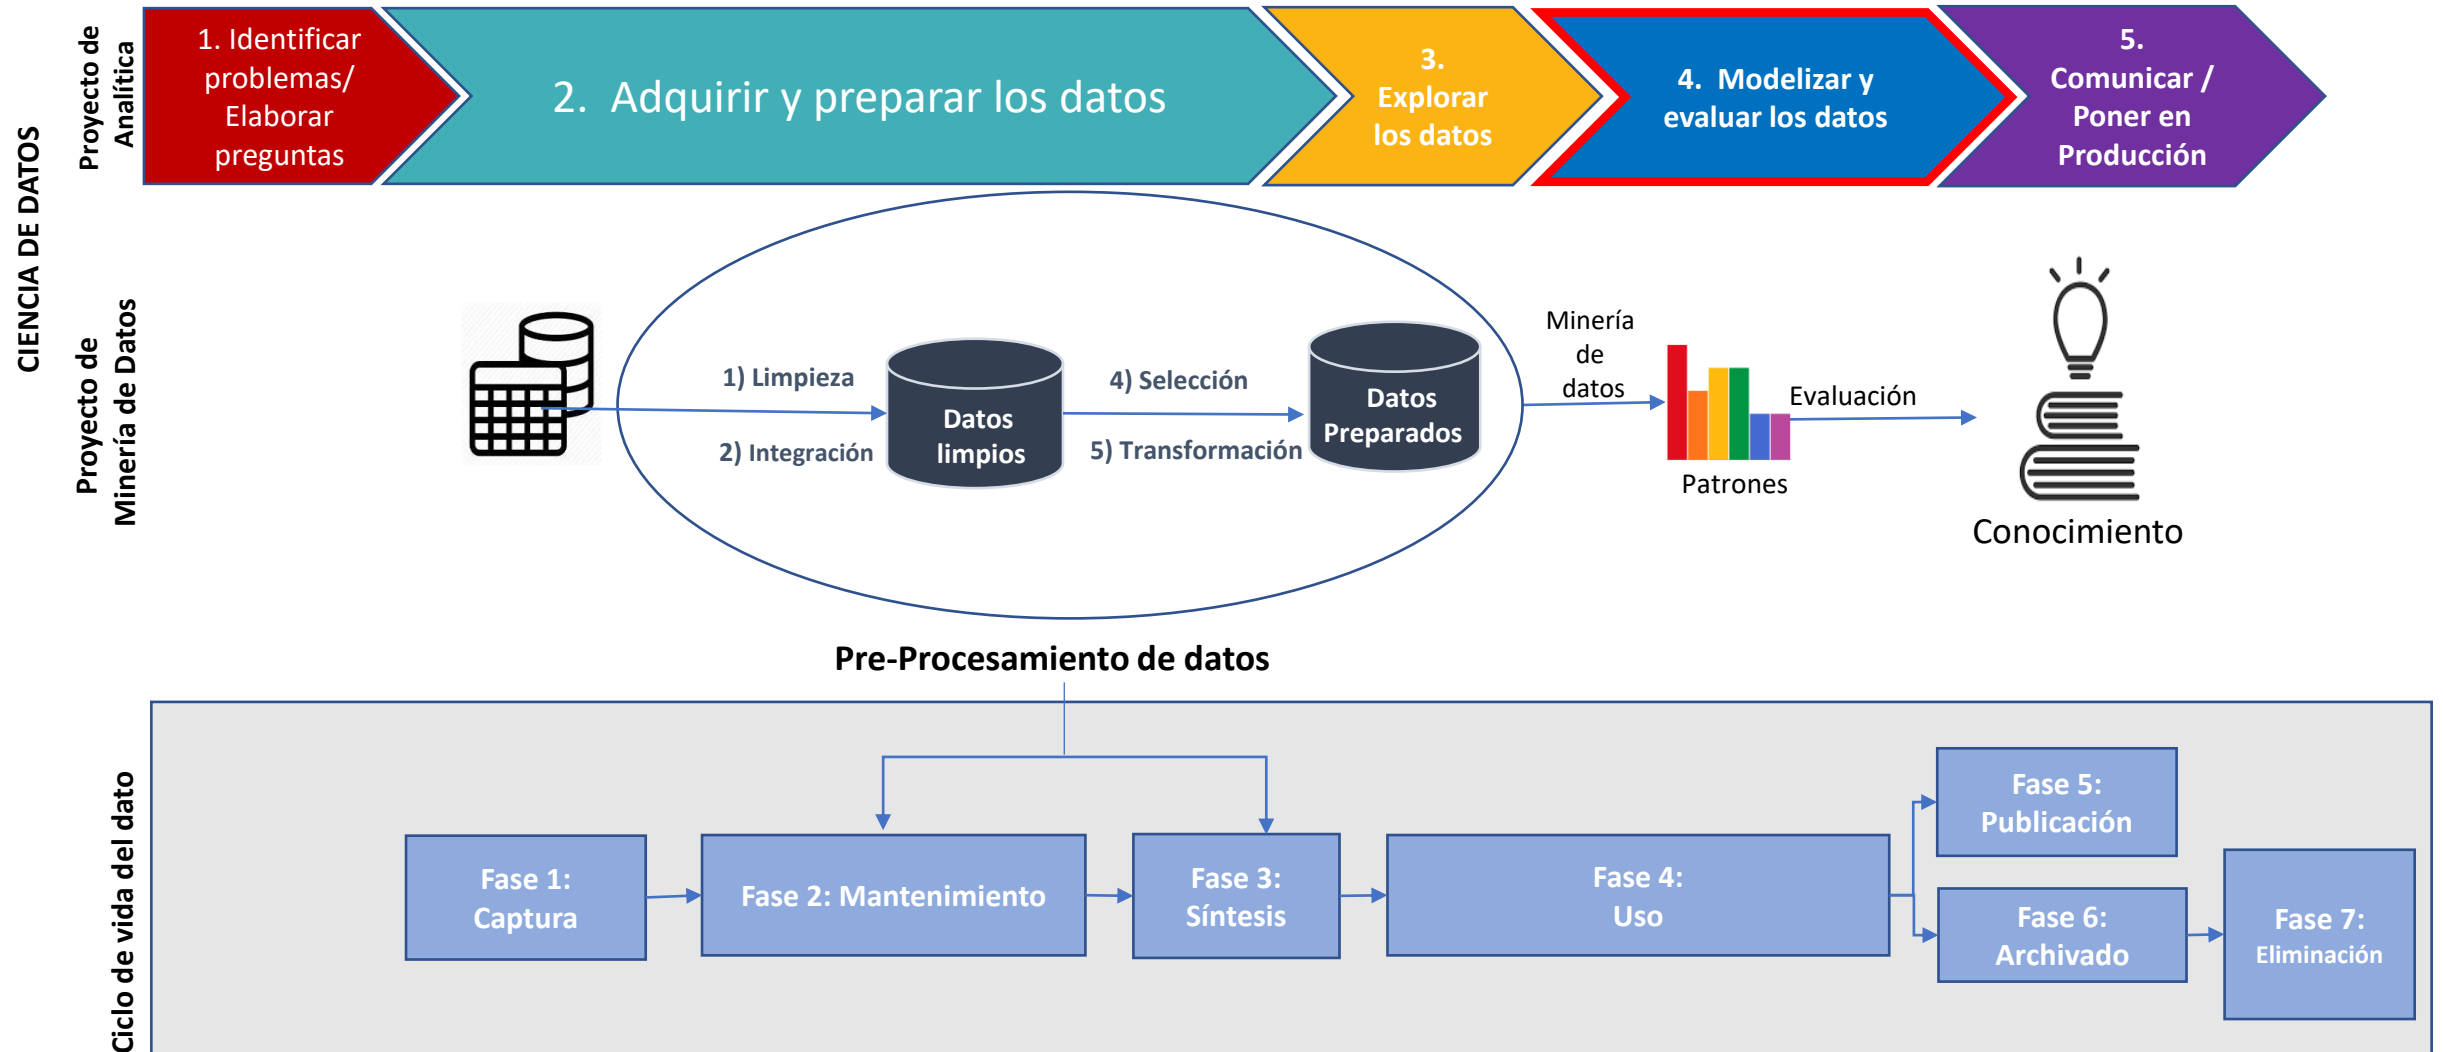 CIENCIA DE DATOS
Proyecto de
Analítica
1. Identificar
problemas/
Elaborar
preguntas
2. Adquirir y preparar los datos
3.
Explorar
los datos
4. Modelizar y
evaluar los datos
5.
Comunicar /
Poner en
Producción
Proyecto de
Minería de Datos
1) Limpieza
2) Integración
Datos
limpios
4) Selección
5) Transformación
Datos
Preparados
Minería
de
datos
Patrones
Evaluación
Conocimiento
Pre-Procesamiento de datos
Ciclo de vida del dato
Fase 1:
Captura
Fase 2: Mantenimiento
Fase 3:
Síntesis
Fase 4:
Uso
Fase 5:
Publicación
Fase 6:
Archivado
Fase 7:
Eliminación